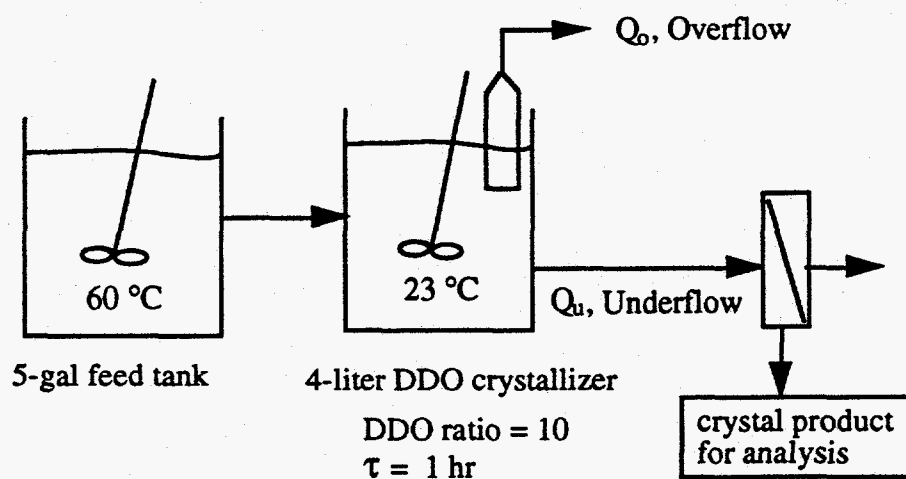 Qo, Overflow
60 °C
23 °C
Qu, Underflow
5-gal feed tank
4-liter DDO crystallizer
DDO ratio = 10
τ = 1 hr
crystal product
for analysis